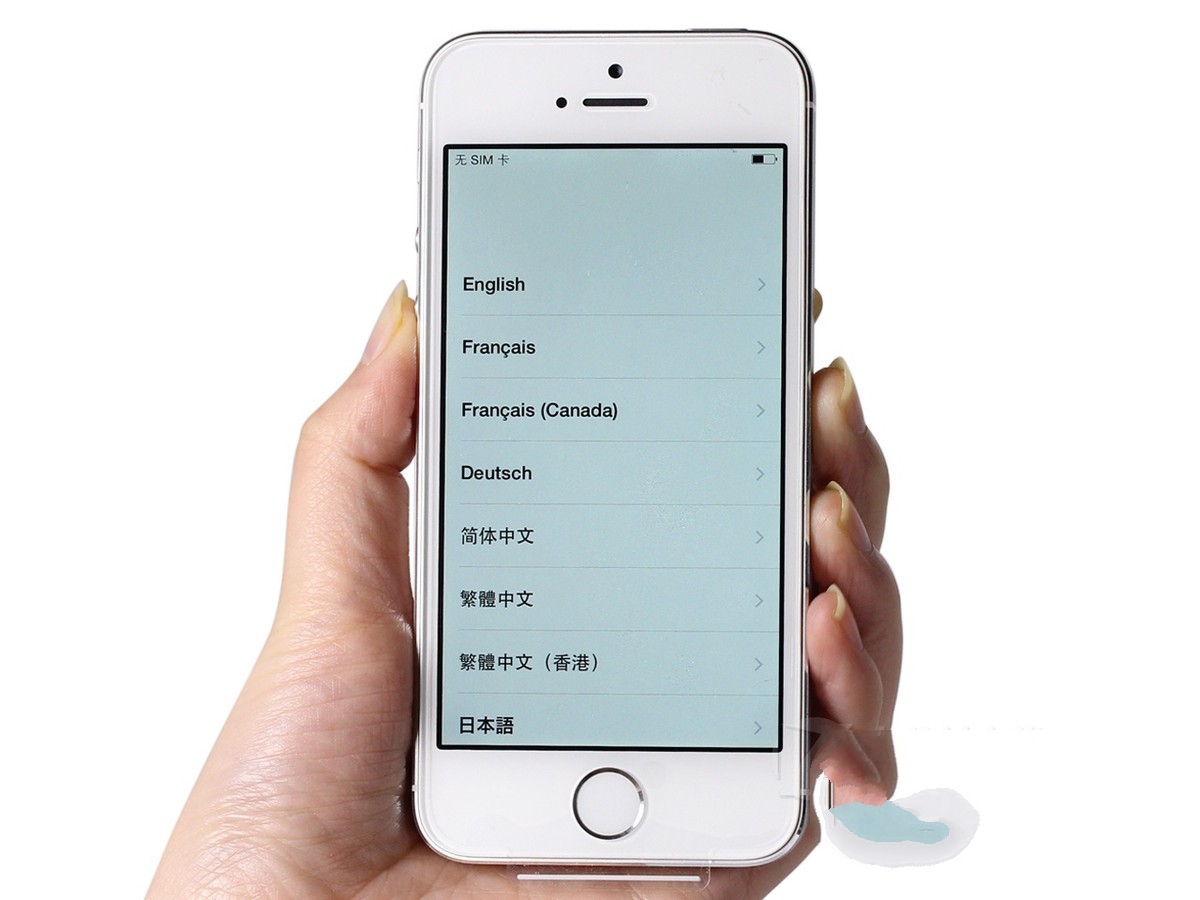 无 SIM 卡
English
Français
Français (Canada)
Deutsch
简体中文
繁體中文
繁體中文（香港）
日本語